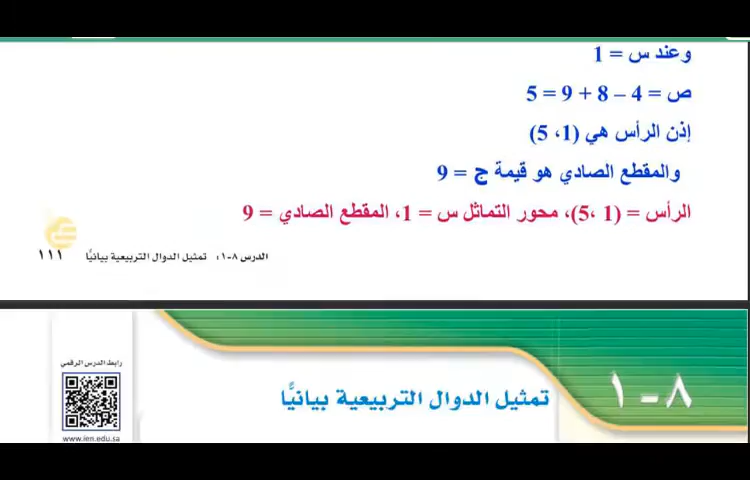 وعند س = 1
ص = 4 – 8 + 9 = 5
إذن الرأس هي (1، 5)
والمقطع الصادي هو قيمة ج = 9
الرأس = (1 ،5)، محور التماثل س = 1، المقطع الصادي = 9
الدرس ٨-١: تمثيل الدوال التربيعية بيانيًّا ١١١
٨-١
تمثيل الدوال التربيعية بيانيًّا
رابط الدرس الرقمي
www.ien.edu.sa